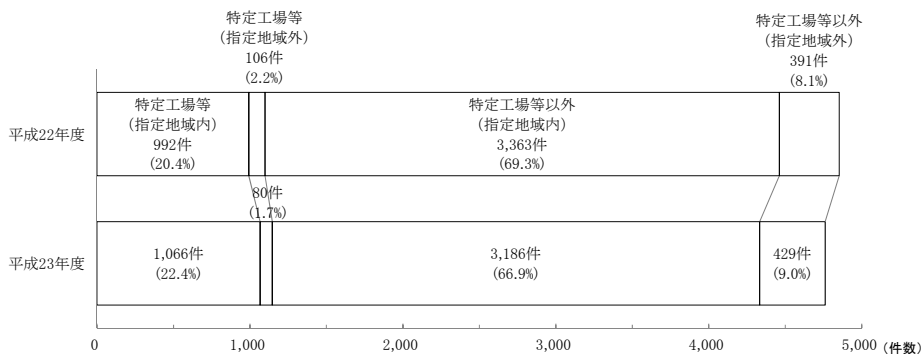 特定工場等
（指定地域外）
106件
(2.2%)
特定工場等以外
（指定地域外）
391件
(8.1%)
平成22年度
特定工場等
（指定地域内）
992件
(20.4%)
特定工場等以外
（指定地域内）
3,363件
(69.3%)
80件
(1.7%)
平成23年度
1,066件
(22.4%)
3,186件
(66.9%)
429件
(9.0%)
0 1,000 2,000 3,000 4,000 5,000 (件数)